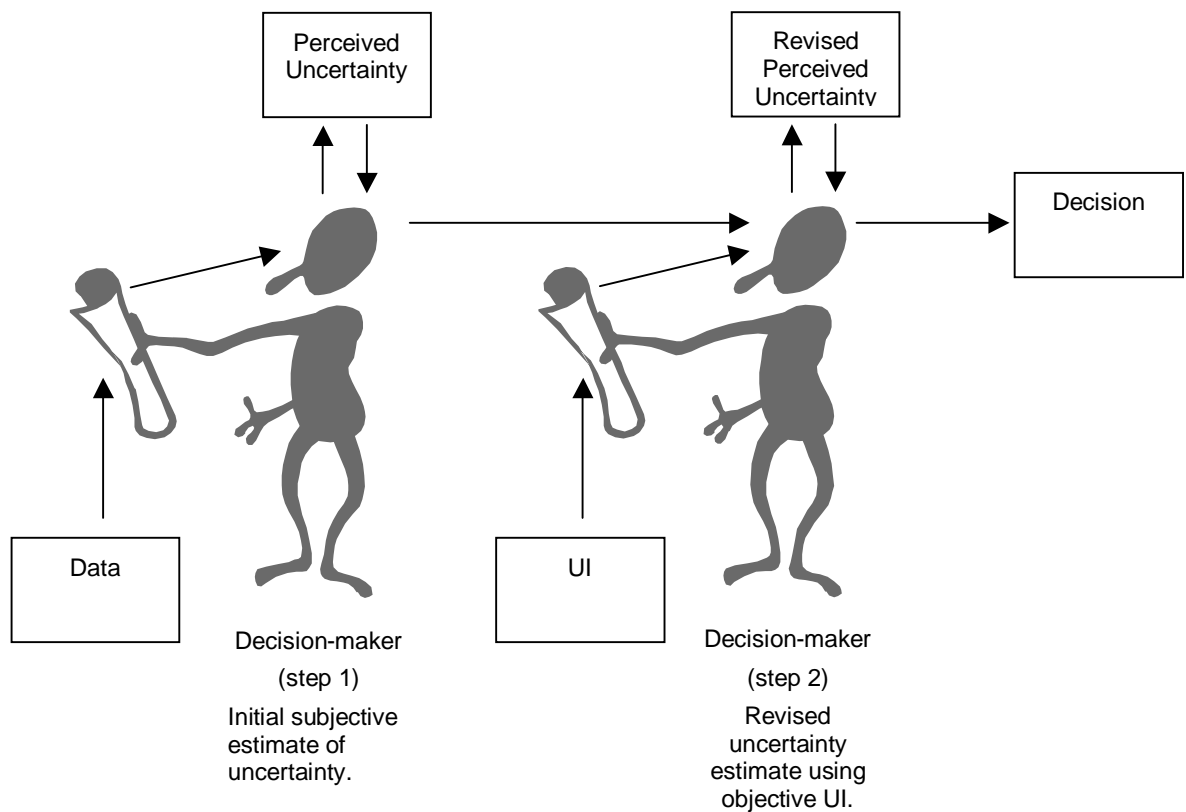 Perceived
Uncertainty
Revised
Perceived
Uncertainty
Decision
Data
UI
Decision-maker
(step 1)
Initial subjective
estimate of
uncertainty.
Decision-maker
(step 2)
Revised
uncertainty
estimate using
objective UI.